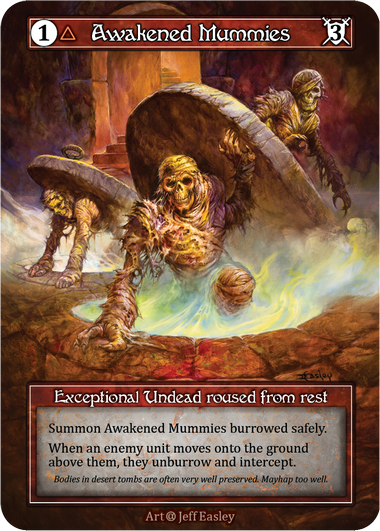 1 Awakened Mummies 3
Easley
Exceptional Undead roused from rest
Summon Awakened Mummies burrowed safely.
When an enemy unit moves onto the ground
above them, they unburrow and intercept.
Bodies in desert tombs are often very well preserved. Mayhap too well.
Art @ Jeff Easley